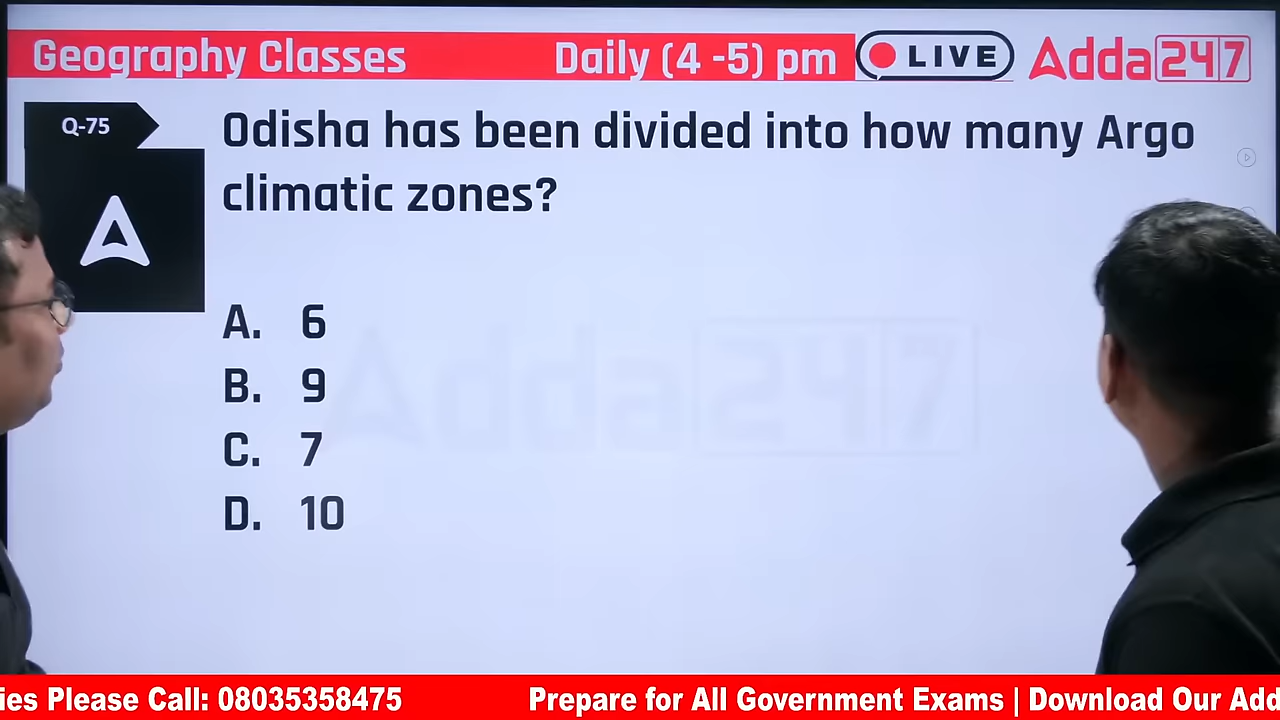 Geography Classes Daily (4 -5) pm LIVE Adda247
Q-75
Odisha has been divided into how many Argo
climatic zones?
A. 6
B. 9
C. 7
D. 10
Adda247
ies Please Call: 08035358475 Prepare for All Government Exams | Download Our Add